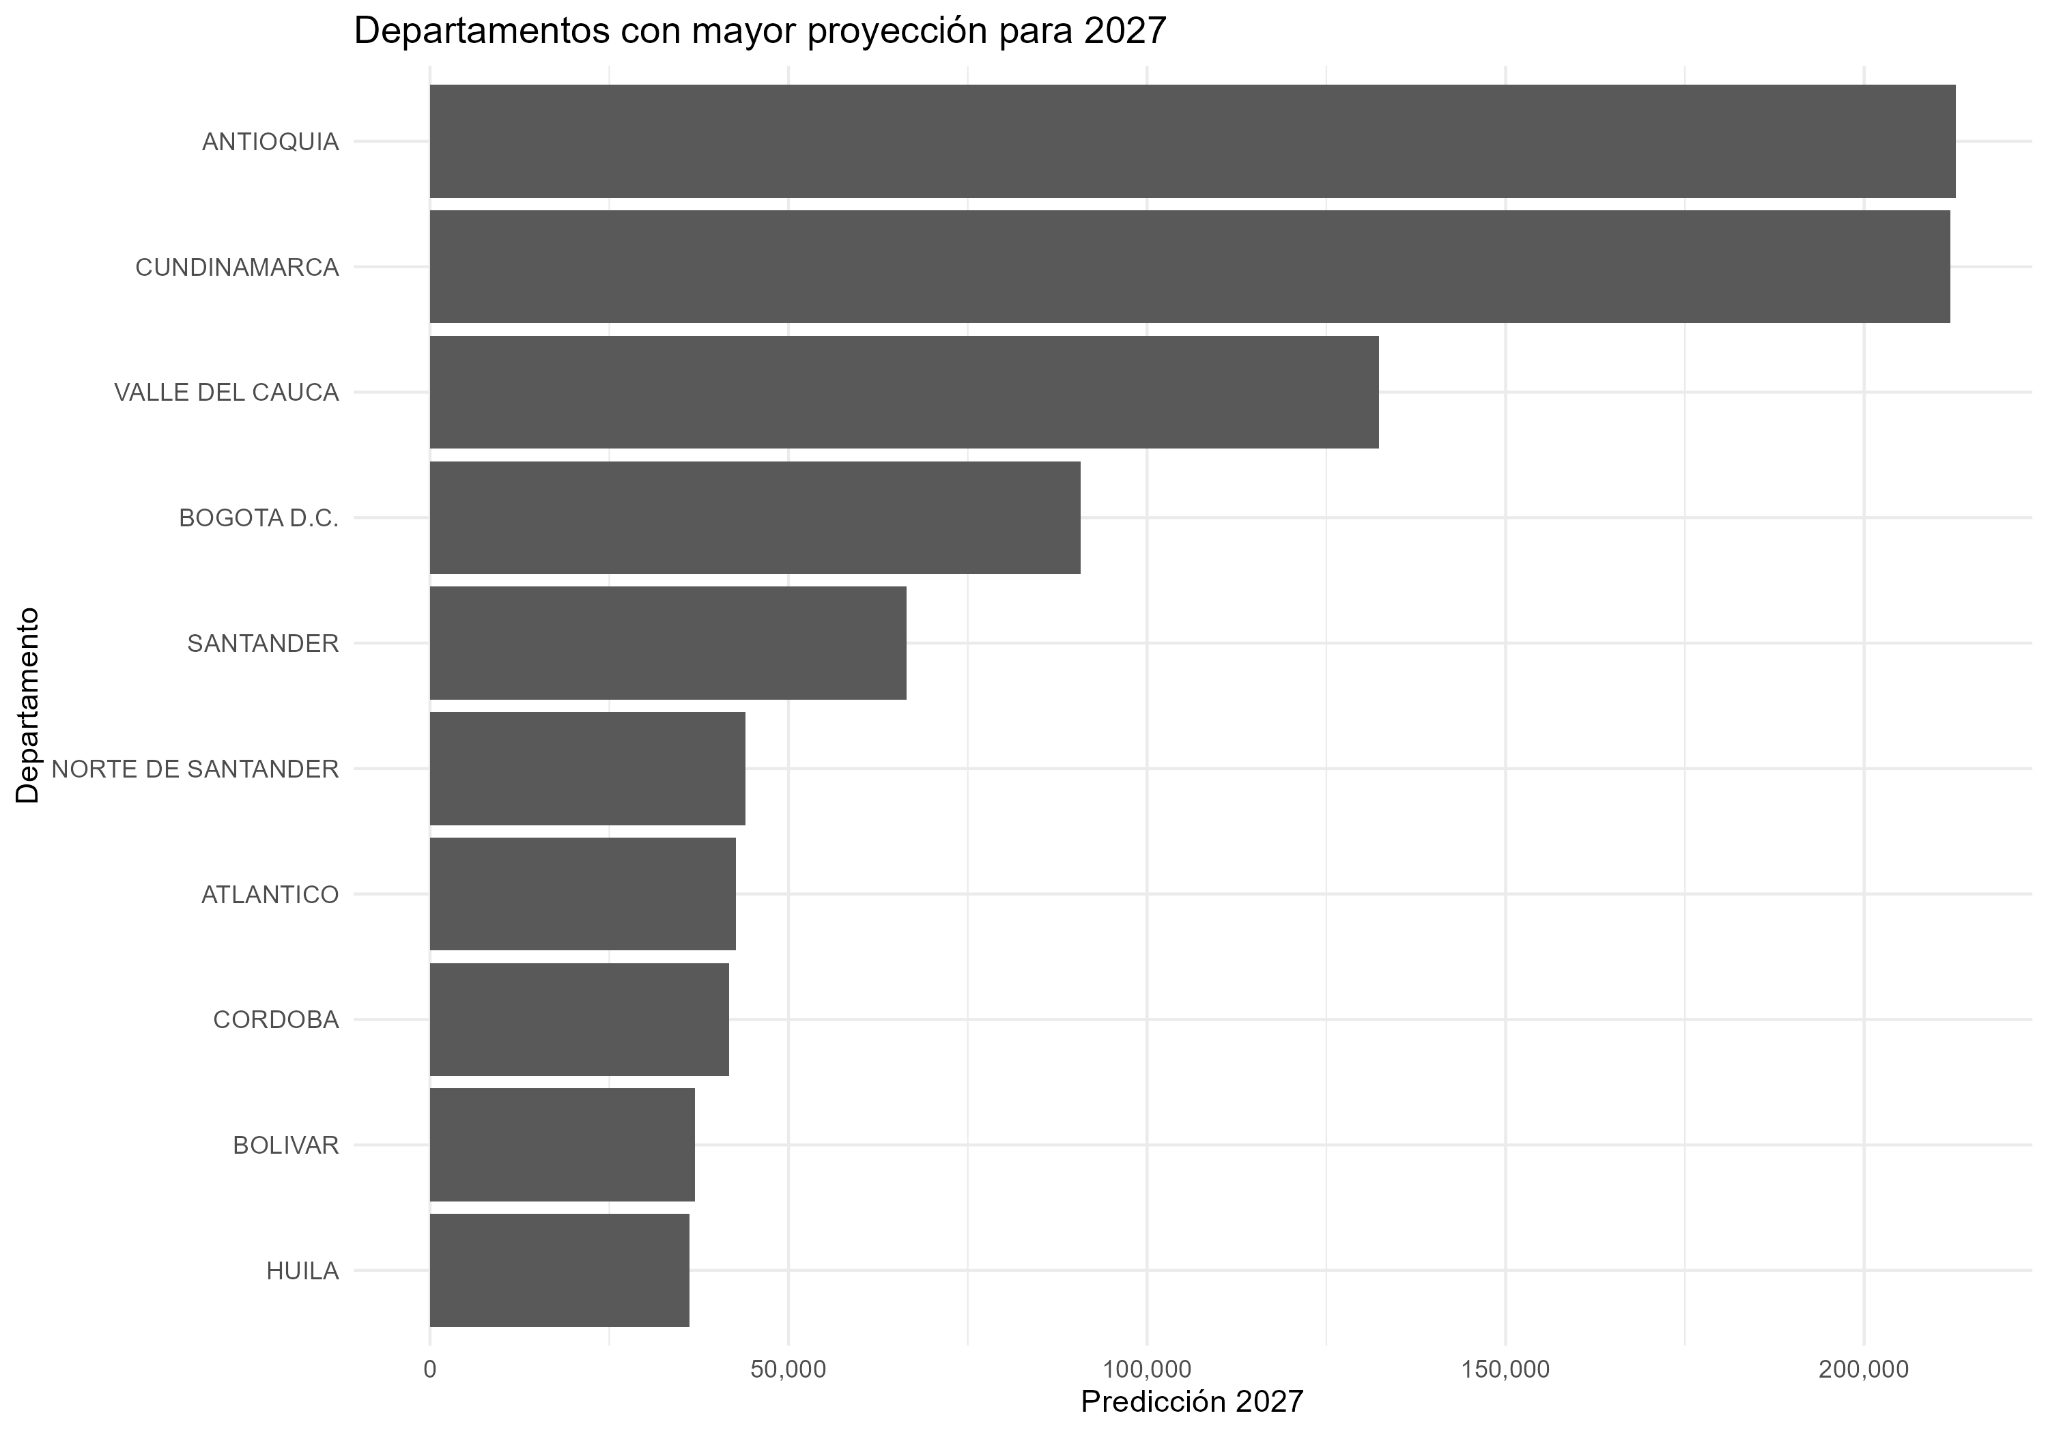 Departamentos con mayor proyección para 2027
Departamento
ANTIOQUIA
CUNDINAMARCA
VALLE DEL CAUCA
BOGOTA D.C.
SANTANDER
NORTE DE SANTANDER
ATLANTICO
CORDOBA
BOLIVAR
HUILA
0 50,000 100,000 150,000 200,000
Predicción 2027